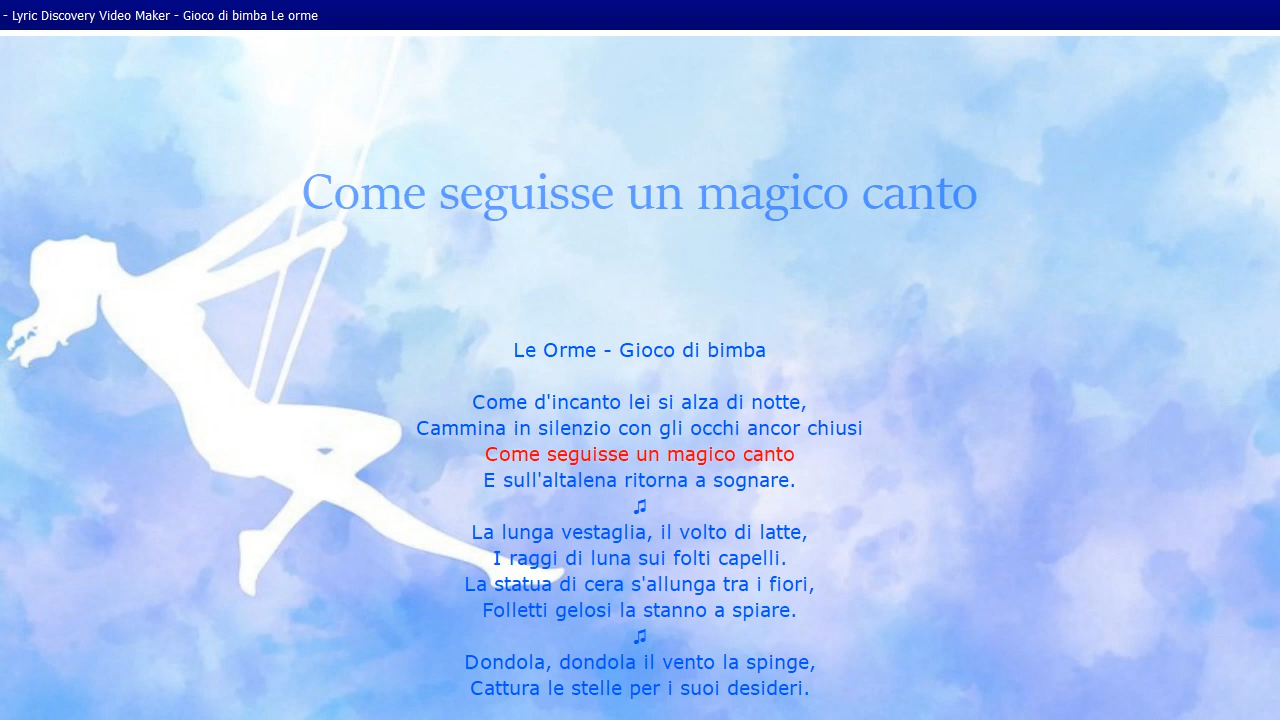 - Lyric Discovery Video Maker - Gioco di bimba Le orme
Come seguisse un magico canto
Le Orme - Gioco di bimba
Come d'incanto lei si alza di notte,
Cammina in silenzio con gli occhi ancor chiusi
Come seguisse un magico canto
E sull'altalena ritorna a sognare.
♫
La lunga vestaglia, il volto di latte,
I raggi di luna sui folti capelli.
La statua di cera s'allunga tra i fiori,
Folletti gelosi la stanno a spiare.
♫
Dondola, dondola il vento la spinge,
Cattura le stelle per i suoi desideri.